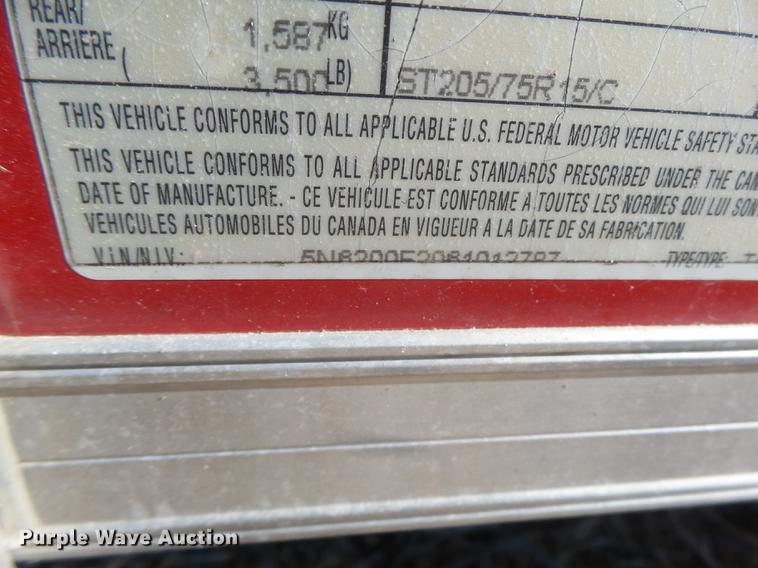 REAR/
ARRIERE
1,587 KG
( 3,500 LB) ST205/75R15/C
THIS VEHICLE CONFORMS TO ALL APPLICABLE U.S. FEDERAL MOTOR VEHICLE SAFETY STA
THIS VEHICLE CONFORMS TO ALL APPLICABLE STANDARDS PRESCRIBED UNDER THE CAN
DATE OF MANUFACTURE. - CE VEHICULE EST CONFORME A TOUTES LES NORMES QUI LUI SON
VEHICULES AUTOMOBILES DU CANADA EN VIGUEUR A LA DATE DE SA FABRICATION.
V.I.N/N.I.V.: TYPE/TYPE:
Purple Wave Auction